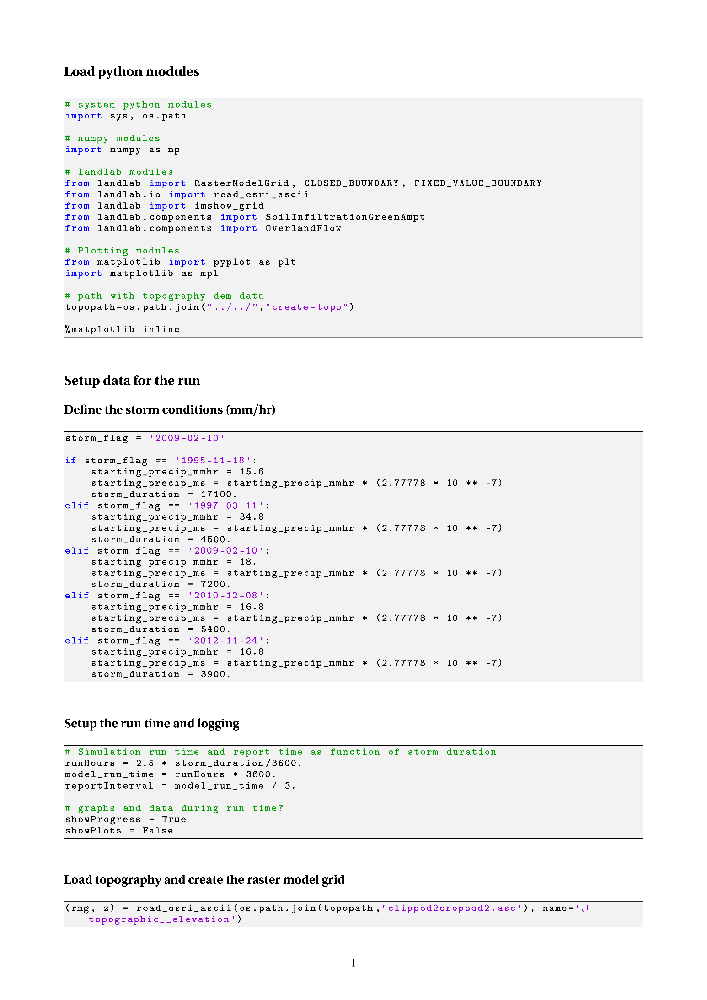 Load python modules
# system python modules
import sys, os.path
# numpy modules
import numpy as np
# landlab modules
from landlab import RasterModelGrid, CLOSED_BOUNDARY, FIXED_VALUE_BOUNDARY
from landlab.io import read_esri_ascii
from landlab import imshow_grid
from landlab.components import SoilInfiltrationGreenAmpt
from landlab.components import OverlandFlow
# Plotting modules
from matplotlib import pyplot as plt
import matplotlib as mpl
# path with topography dem data
topopath=os.path.join("../../","create-topo")
%matplotlib inline
Setup data for the run
Define the storm conditions (mm/hr)
storm_flag = '2009-02-10'
if storm_flag == '1995-11-18':
    starting_precip_mmhr = 15.6
    starting_precip_ms = starting_precip_mmhr * (2.77778 * 10 ** -7)
    storm_duration = 17100.
elif storm_flag == '1997-03-11':
    starting_precip_mmhr = 34.8
    starting_precip_ms = starting_precip_mmhr * (2.77778 * 10 ** -7)
    storm_duration = 4500.
elif storm_flag == '2009-02-10':
    starting_precip_mmhr = 18.
    starting_precip_ms = starting_precip_mmhr * (2.77778 * 10 ** -7)
    storm_duration = 7200.
elif storm_flag == '2010-12-08':
    starting_precip_mmhr = 16.8
    starting_precip_ms = starting_precip_mmhr * (2.77778 * 10 ** -7)
    storm_duration = 5400.
elif storm_flag == '2012-11-24':
    starting_precip_mmhr = 16.8
    starting_precip_ms = starting_precip_mmhr * (2.77778 * 10 ** -7)
    storm_duration = 3900.
Setup the run time and logging
# Simulation run time and report time as function of storm duration
runHours = 2.5 * storm_duration/3600.
model_run_time = runHours * 3600.
reportInterval = model_run_time / 3.
# graphs and data during run time?
showProgress = True
showPlots = False
Load topography and create the raster model grid
(rmg, z) = read_esri_ascii(os.path.join(topopath,'clipped2cropped2.asc'), name='↵
    topographic__elevation')
1